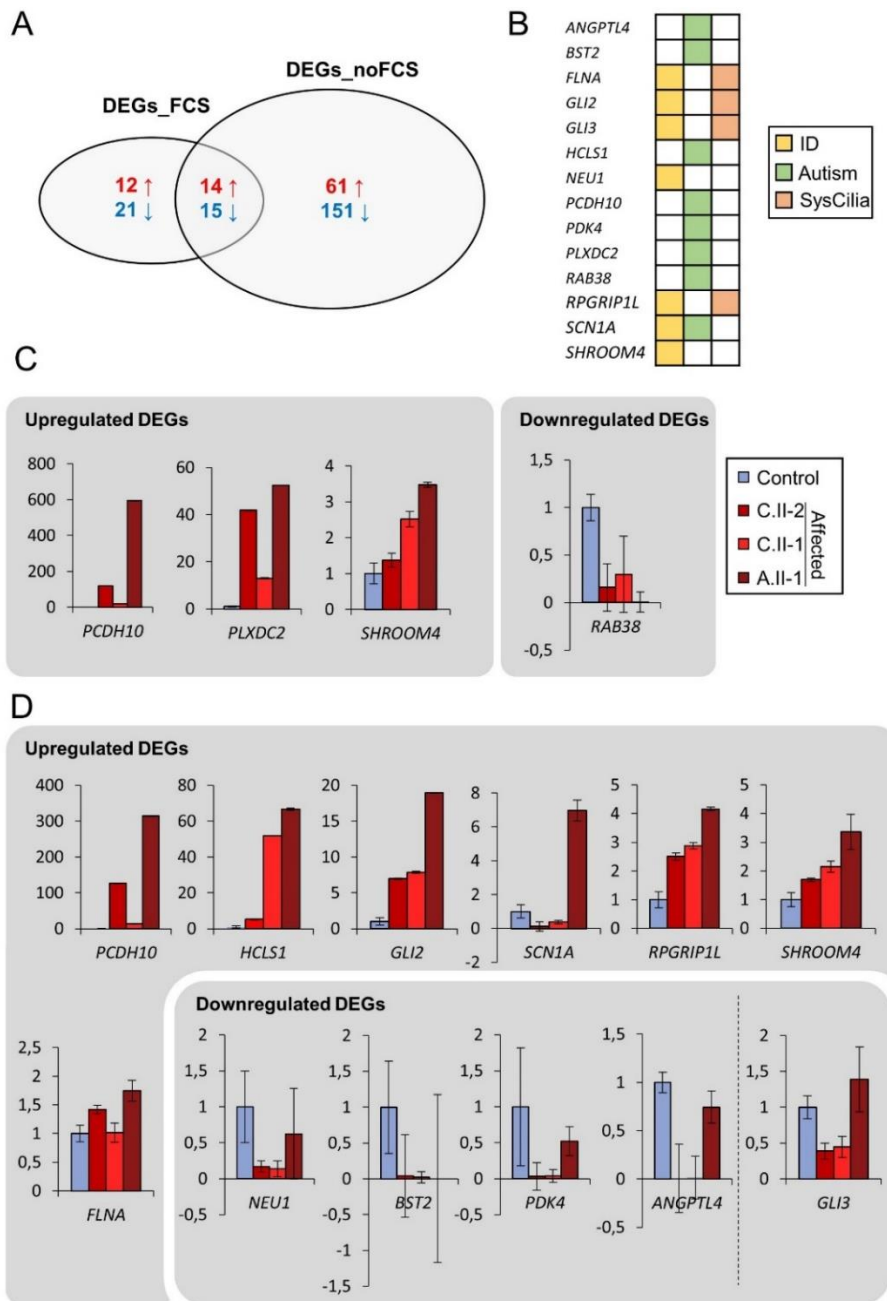 A
DEGs_FCS
DEGs_noFCS
12 ↑
21 ↓
14 ↑
15 ↓
61 ↑
151 ↓
B
ANGPTL4
BST2
FLNA
GLI2
GLI3
HCLS1
NEU1
PCDH10
PDK4
PLXDC2
RAB38
RPGRIP1L
SCN1A
SHROOM4
ID
Autism
SysCilia
C
Upregulated DEGs
800
600
400
200
0
PCDH10
60
40
20
0
PLXDC2
4
3
2
1
0
SHROOM4
Downregulated DEGs
1,5
1
0,5
0
-0,5
RAB38
Control
C.II-2
C.II-1
A.II-1
Affected
D
Upregulated DEGs
400
300
200
100
0
PCDH10
80
60
40
20
0
HCLS1
20
15
10
5
0
GLI2
8
6
4
2
0
-2
SCN1A
5
4
3
2
1
0
RPGRIP1L
5
4
3
2
1
0
SHROOM4
2,5
2
1,5
1
0,5
0
FLNA
Downregulated DEGs
2
1,5
1
0,5
0
-0,5
NEU1
2
1,5
1
0,5
0
-0,5
-1
-1,5
BST2
2
1,5
1
0,5
0
-0,5
PDK4
1,5
1
0,5
0
-0,5
ANGPTL4
2
1,5
1
0,5
0
GLI3